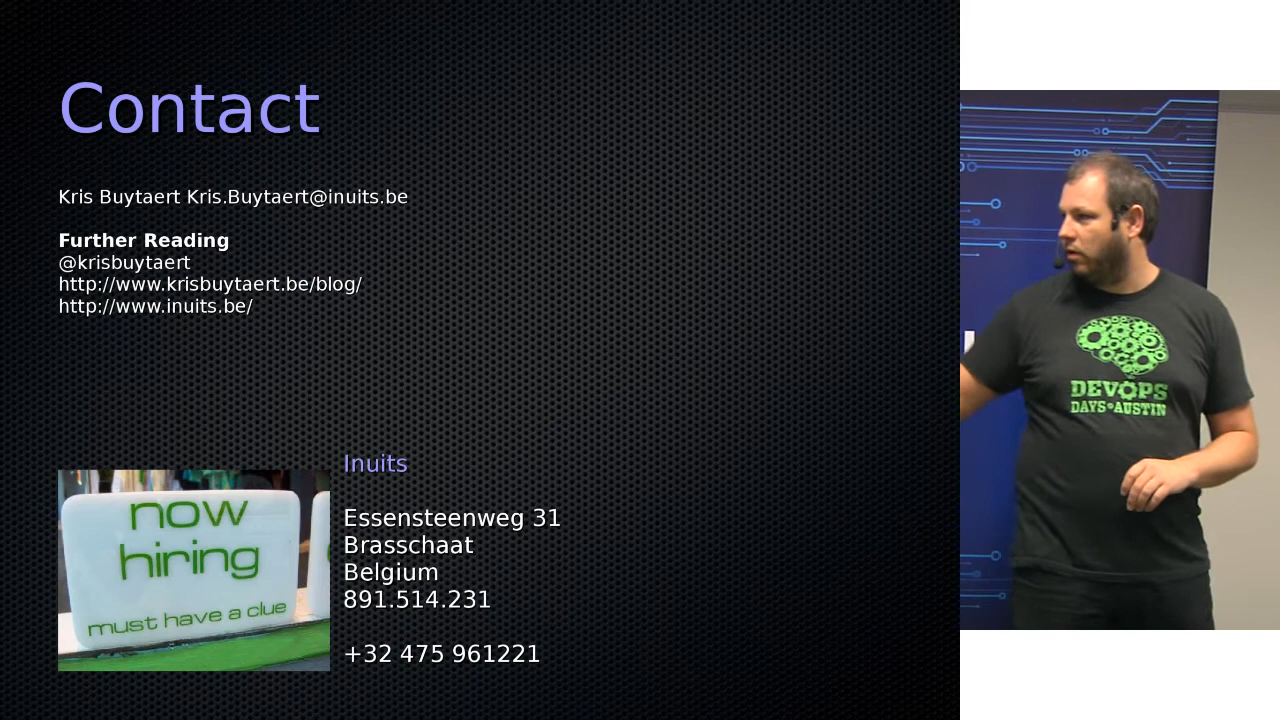 Contact
Kris Buytaert Kris.Buytaert@inuits.be
Further Reading
@krisbuytaert
http://www.krisbuytaert.be/blog/
http://www.inuits.be/
now
hiring
must have a clue
Inuits
Essensteenweg 31
Brasschaat
Belgium
891.514.231
+32 475 961221
DEVOPS
DAYS AUSTIN